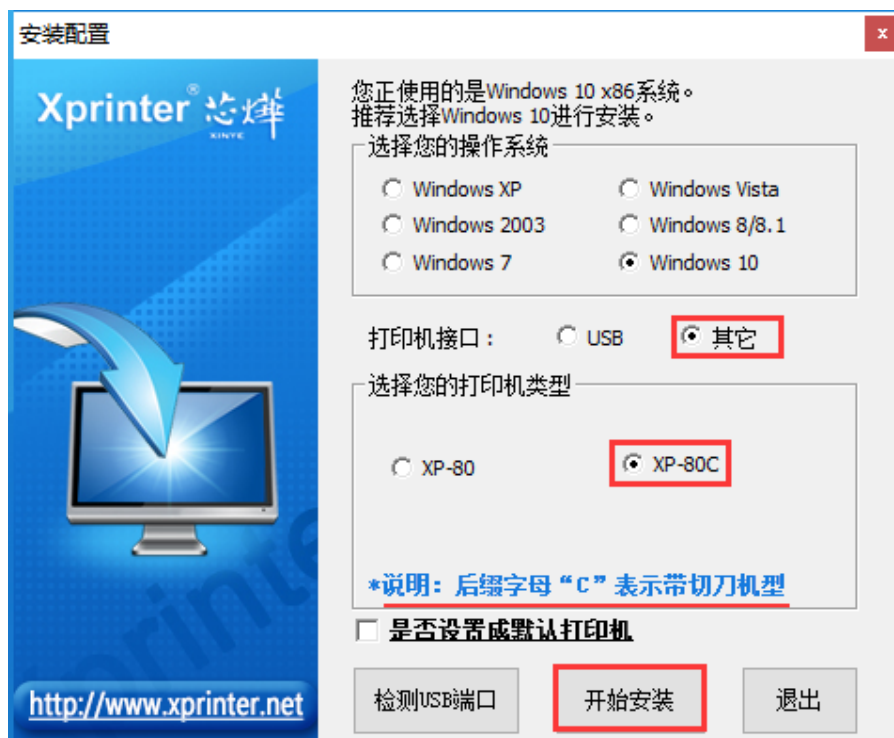 安装配置
x
Xprinter® 芯烨
XINYE
您正使用的是Windows 10 x86系统。
推荐选择Windows 10进行安装。
选择您的操作系统
Windows XP
Windows Vista
Windows 2003
Windows 8/8.1
Windows 7
Windows 10
打印机接口： USB 其它
选择您的打印机类型
XP-80
XP-80C
*说明：后缀字母“C”表示带切刀机型
是否设置成默认打印机
http://www.xprinter.net
检测USB端口
开始安装
退出